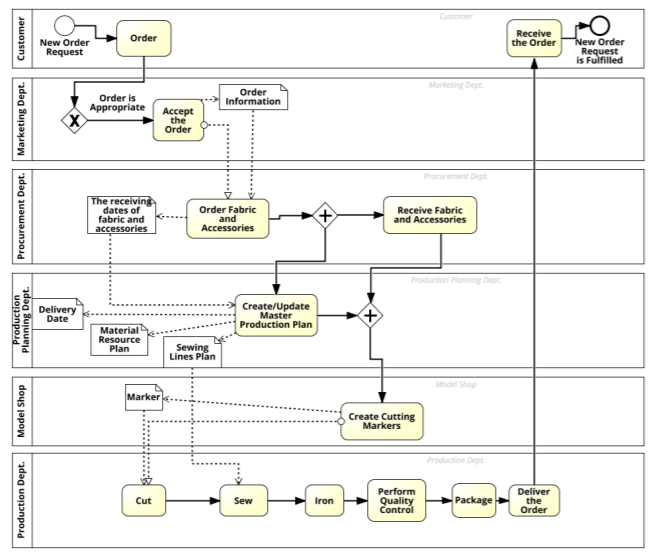 Customer
Customer
New Order
Request
Order
Receive
the Order
New Order
Request
is Fulfilled
Marketing Dept.
Marketing Dept.
X
Order is
Appropriate
Accept
the
Order
Order
Information
Procurement Dept.
Procurement Dept.
The receiving
dates of
fabric and
accessories
Order Fabric
and
Accessories
Receive Fabric
and Accessories
Production
Planning Dept.
Production Planning Dept.
Delivery
Date
Material
Resource
Plan
Sewing
Lines Plan
Create/Update
Master
Production Plan
Model Shop
Model Shop
Marker
Create Cutting
Markers
Production Dept.
Production Dept.
Cut
Sew
Iron
Perform
Quality
Control
Package
Deliver
the
Order